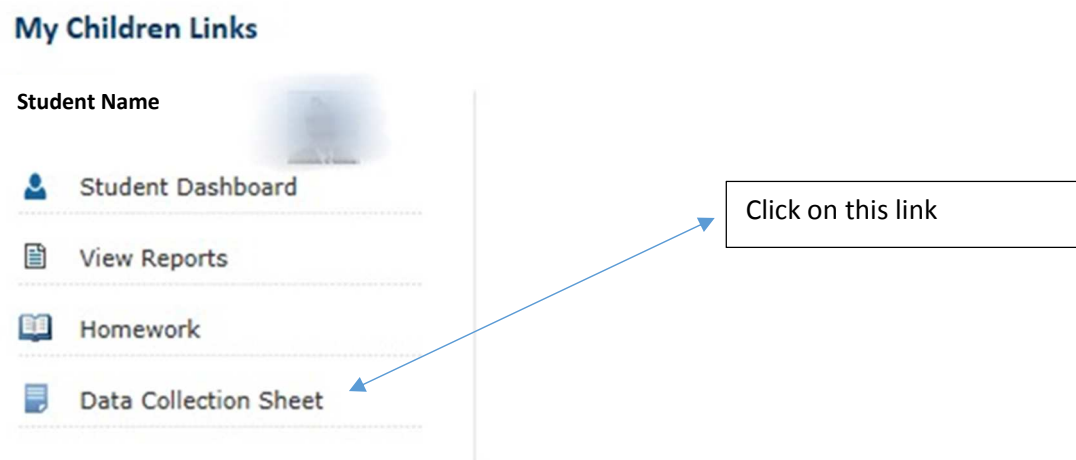 My Children Links
Student Name
Student Dashboard
Click on this link
View Reports
Homework
Data Collection Sheet